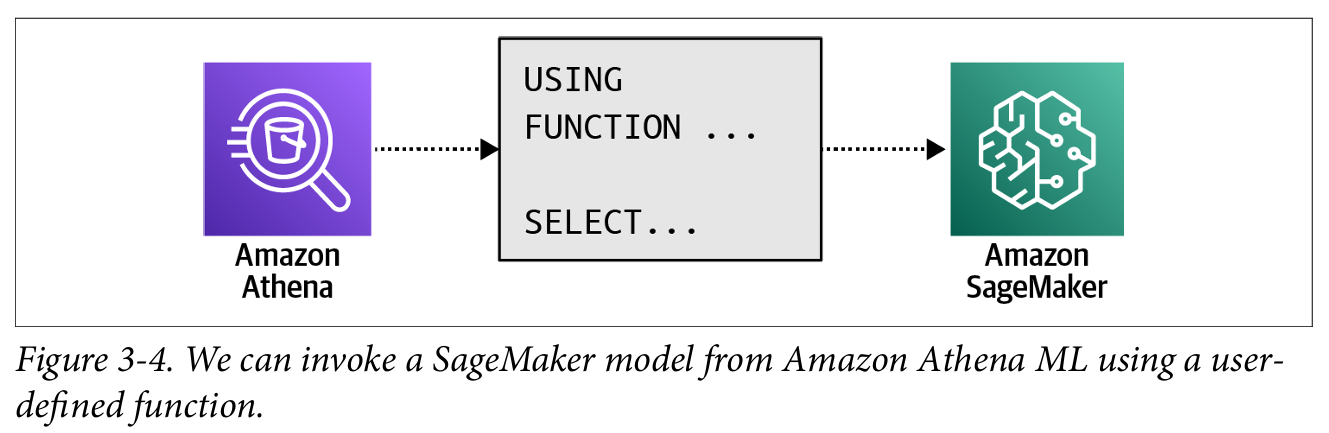 USING
FUNCTION ...
SELECT...
Amazon
Athena
Amazon
SageMaker
Figure 3-4. We can invoke a SageMaker model from Amazon Athena ML using a user-
defined function.